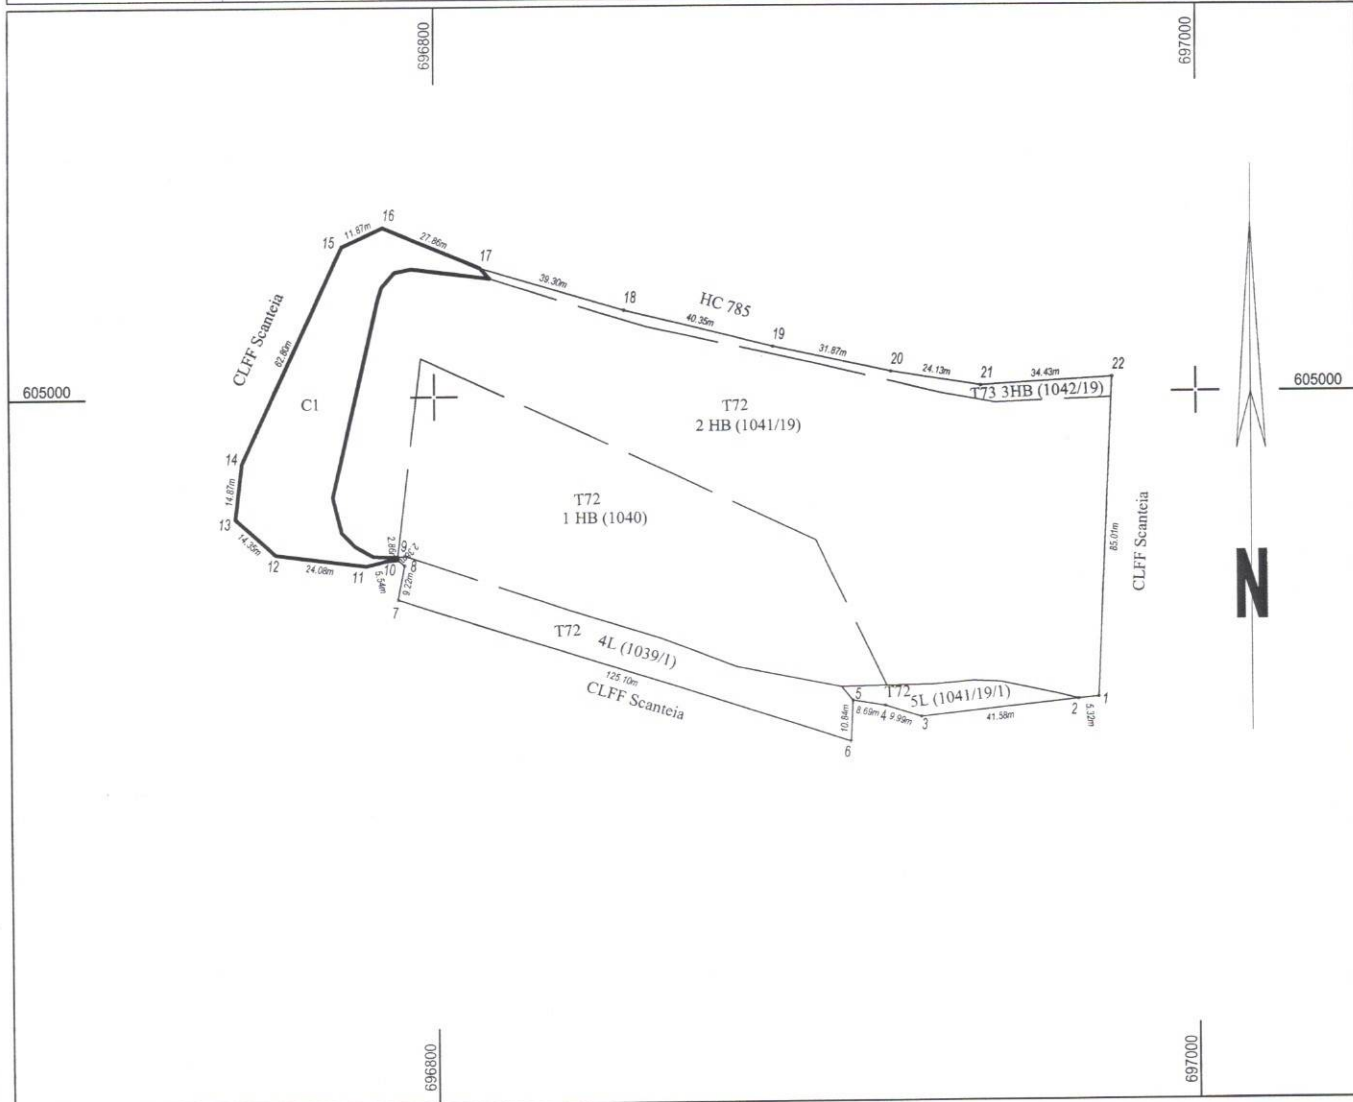 696800
697000
16
15
11.87m
27.86m
17
39.30m
18
HC 785
40.35m
19
31.87m
20
24.13m
21
34.43m
22
CLFF Scanteia
62.80m
605000
605000
T73 3HB (1042/19)
C1
T72
2 HB (1041/19)
14
14.87m
13
T72
1 HB (1040)
85.01m
CLFF Scanteia
14.35m
12
24.08m
11
10
5.54m
9
8
9.22m
7
N
T72
4L (1039/1)
125.10m
CLFF Scanteia
5
T72
5L (1041/19/1)
10.84m
8.69m
4
9.99m
3
41.58m
2
1
5.32m
6
696800
697000